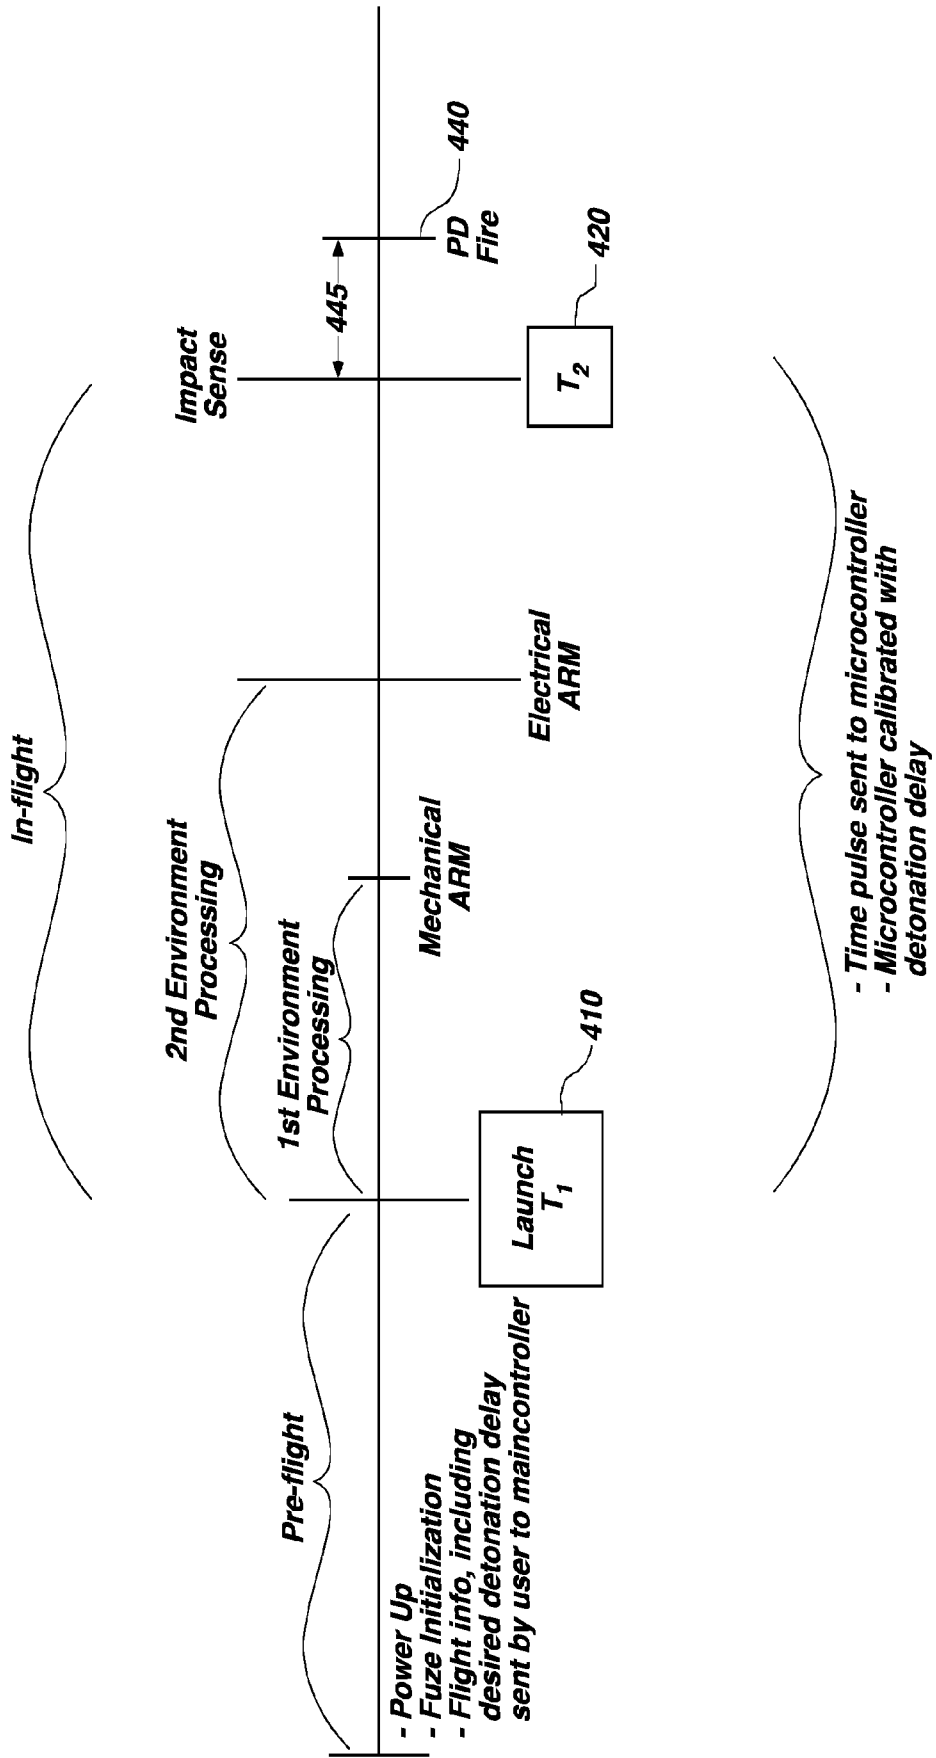 In-flight
Pre-flight
2nd Environment
Processing
1st Environment
Processing
Impact
Sense
445
- Power Up
- Fuze Initialization
- Flight info, including
desired detonation delay
sent by user to maincontroller
Launch
T1
410
Mechanical
ARM
Electrical
ARM
T2
420
PD
Fire
440
- Time pulse sent to microcontroller
- Microcontroller calibrated with
detonation delay